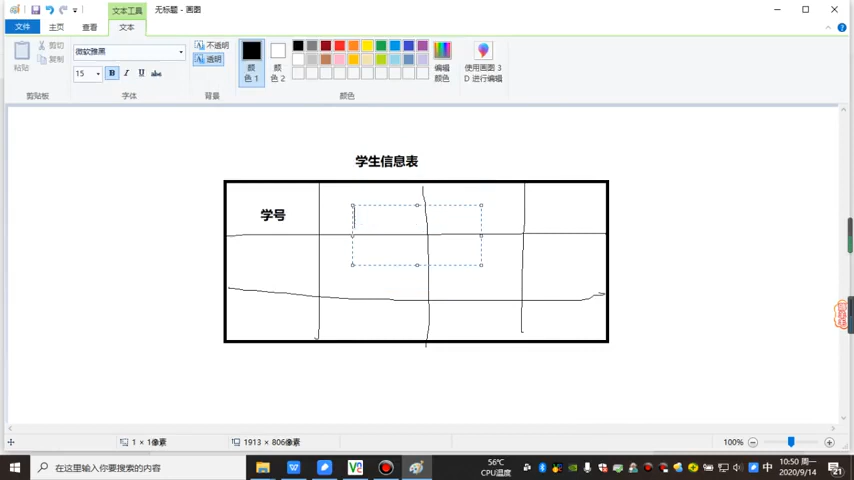 文本工具
无标题 - 画图
文件
主页
查看
文本
粘贴
剪切
复制
剪贴板
微软雅黑
15
B I U abc
字体
不透明
透明
背景
颜色 1
颜色 2
编辑颜色
使用画图 3D 进行编辑
颜色
学生信息表
学号
1 × 1像素
1913 × 806像素
100%
在这里输入你要搜索的内容
56℃
CPU温度
中
10:50 周一
2020/9/14
21